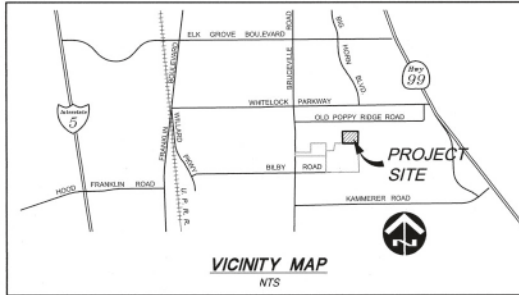 ELK GROVE BOULEVARD
BOULEVARD
BRUCEVILLE ROAD
BIG HORN BLVD.
Hwy
99
Interstate
5
WHITELOCK PARKWAY
OLD POPPY RIDGE ROAD
FRANKLIN
WILLARD PKWY
PROJECT
SITE
BILBY ROAD
HOOD FRANKLIN ROAD
U.P.R.R.
KAMMERER ROAD
N
VICINITY MAP
NTS